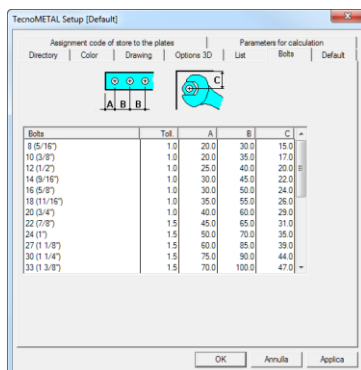 TecnoMETAL Setup [Default]
Assignment code of store to the plates Parameters for calculation
Directory Color Drawing Options 3D List Bolts Default
A B B C
Bolts Toll. A B C
8 (5/16") 1.0 20.0 30.0 15.0
10 (3/8") 1.0 20.0 35.0 17.0
12 (1/2") 1.0 25.0 40.0 20.0
14 (9/16") 1.0 30.0 45.0 22.0
16 (5/8") 1.0 30.0 50.0 24.0
18 (11/16") 1.0 35.0 55.0 26.0
20 (3/4") 1.0 40.0 60.0 29.0
22 (7/8") 1.5 45.0 65.0 31.0
24 (1") 1.5 50.0 70.0 35.0
27 (1 1/8") 1.5 60.0 85.0 39.0
30 (1 1/4") 1.5 75.0 90.0 44.0
33 (1 3/8") 1.5 70.0 100.0 47.0
OK Annulla Applica